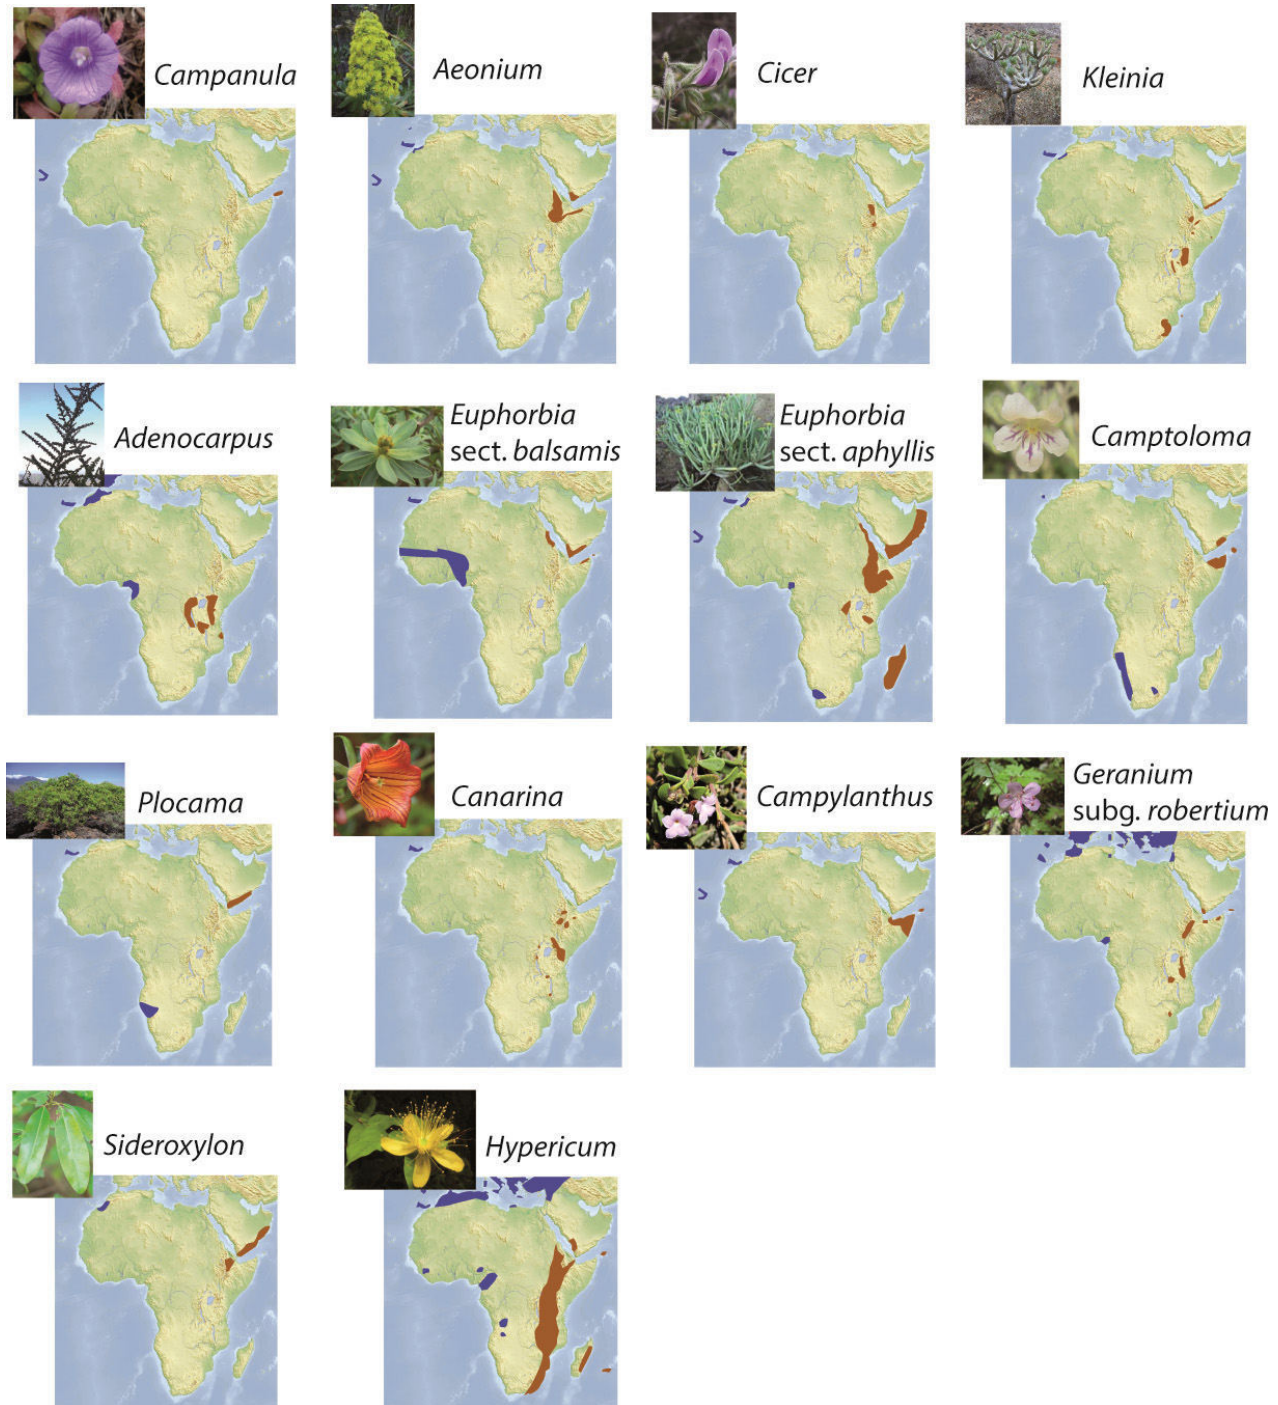 Campanula
Aeonium
Cicer
Kleinia
Adenocarpus
Euphorbia
sect. balsamis
Euphorbia
sect. aphyllis
Camptoloma
Plocama
Canarina
Campylanthus
Geranium
subg. robertium
Sideroxylon
Hypericum